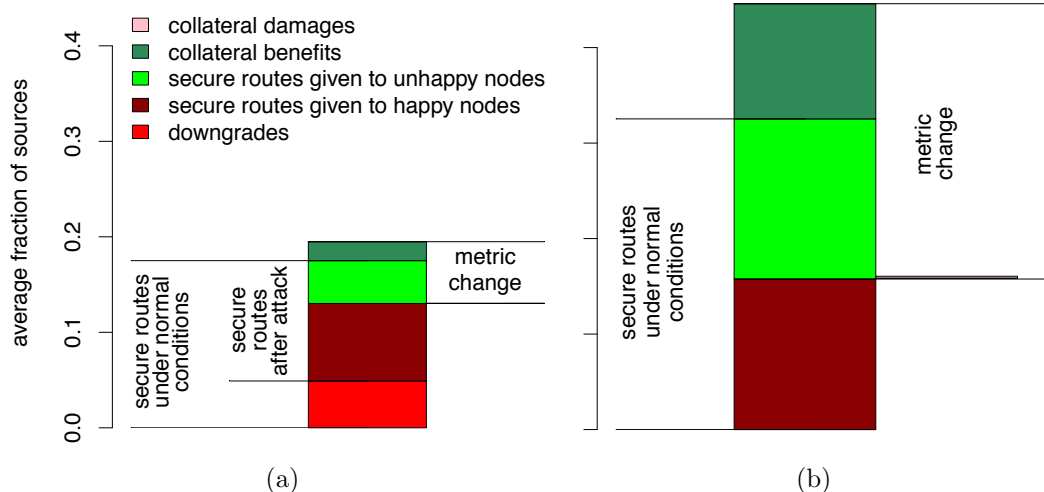 collateral damages
collateral benefits
secure routes given to unhappy nodes
secure routes given to happy nodes
downgrades
average fraction of sources
0.0
0.1
0.2
0.3
0.4
secure routes
under normal
conditions
secure
routes
after attack
metric
change
(a)
secure routes
under normal
conditions
metric
change
(b)